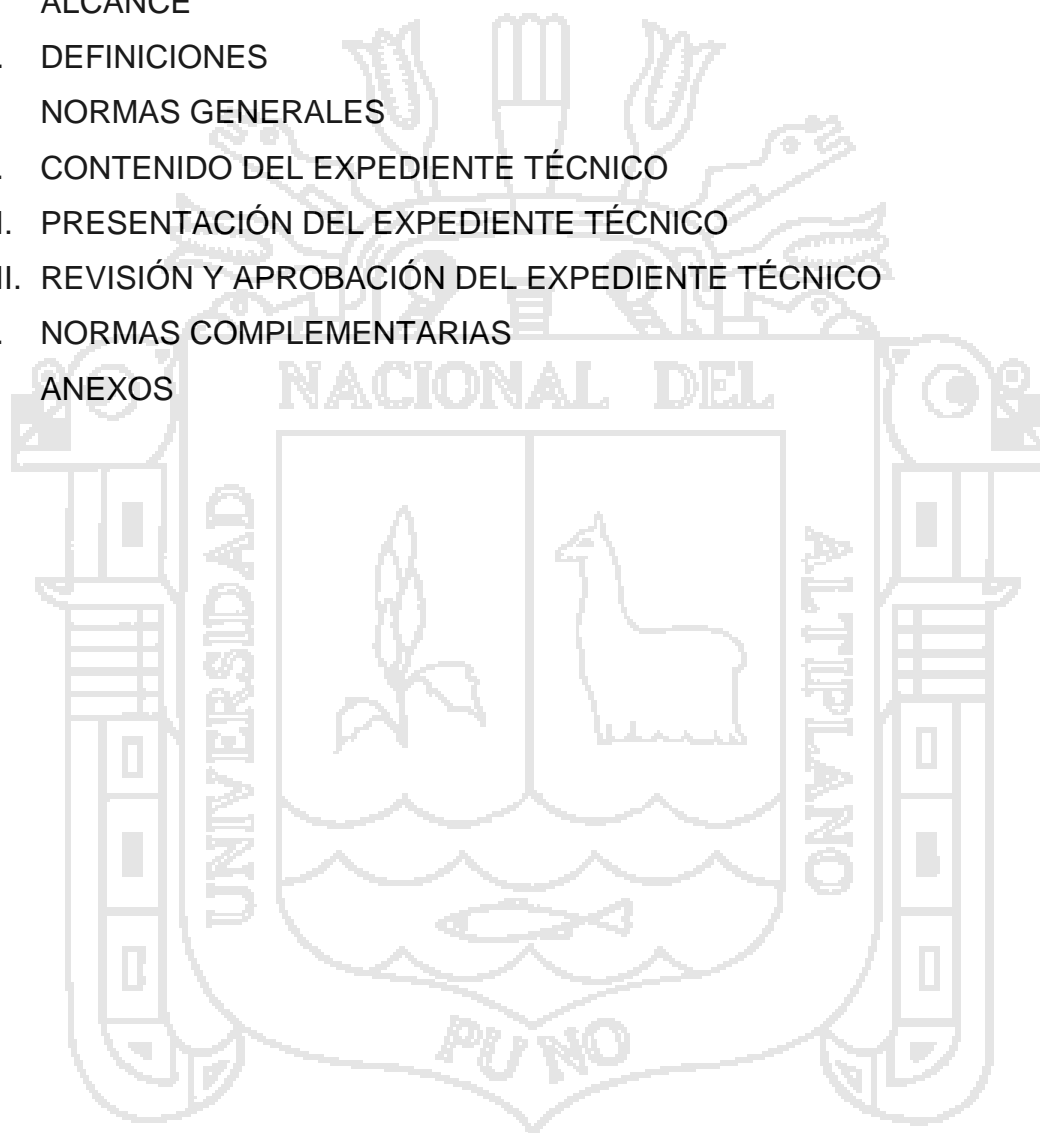 ALCANCE
. DEFINICIONES
NORMAS GENERALES
. CONTENIDO DEL EXPEDIENTE TÉCNICO
I. PRESENTACIÓN DEL EXPEDIENTE TÉCNICO
II. REVISIÓN Y APROBACIÓN DEL EXPEDIENTE TÉCNICO
. NORMAS COMPLEMENTARIAS
ANEXOS
NACIONAL DEL
UNIVERSIDAD
ALTIPLANO
PUNO